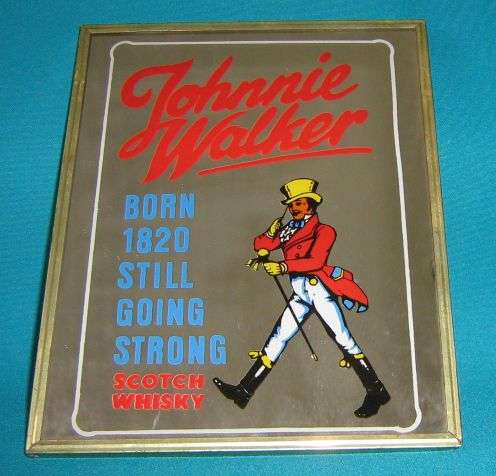 Johnnie
Walker
BORN
1820
STILL
GOING
STRONG
SCOTCH
WHISKY